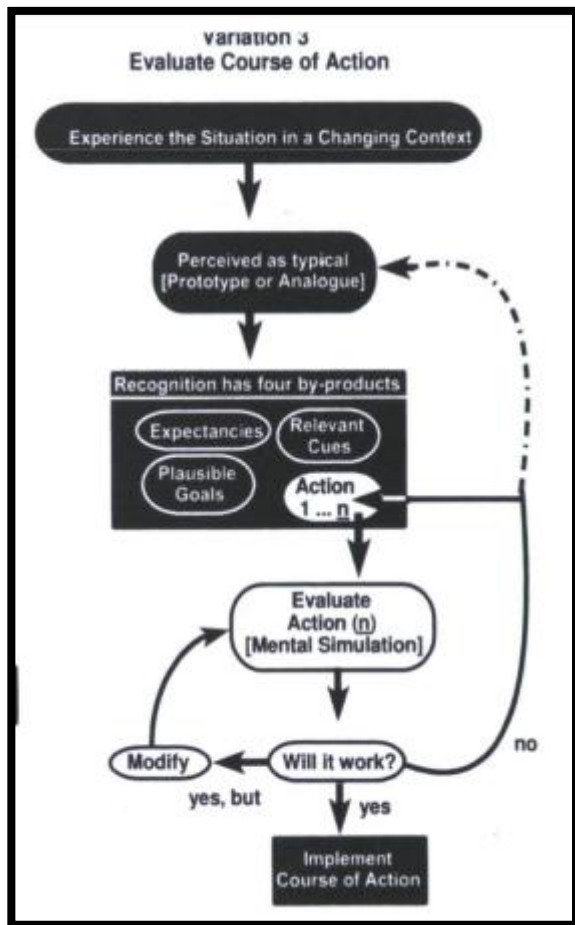 Variation 3
Evaluate Course of Action
Experience the Situation in a Changing Context
Perceived as typical
[Prototype or Analogue]
Recognition has four by-products
Expectancies
Relevant
Cues
Plausible
Goals
Action
1 ... n
Evaluate
Action (n)
[Mental Simulation]
Modify
Will it work?
no
yes, but
yes
Implement
Course of Action